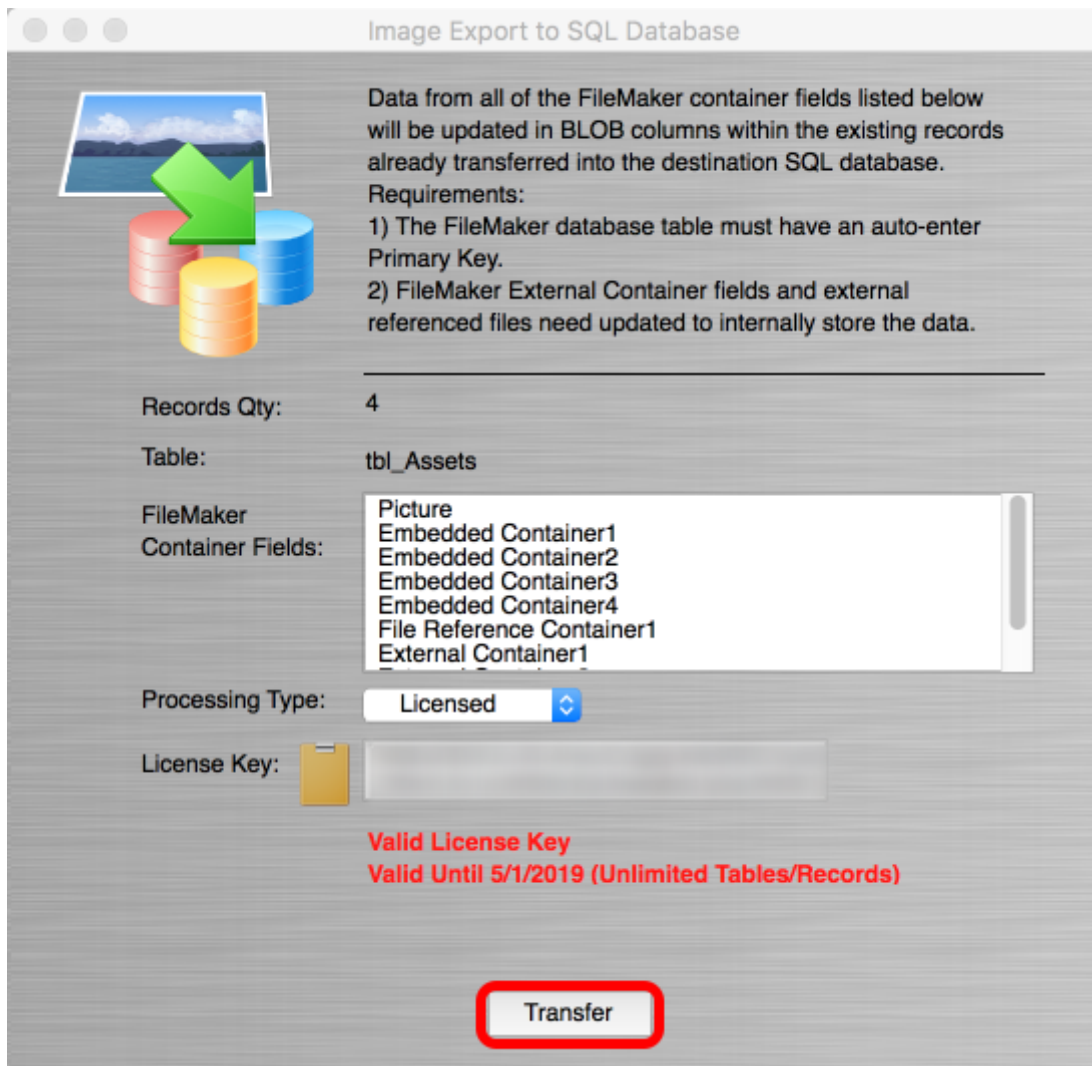 Image Export to SQL Database
Data from all of the FileMaker container fields listed below
will be updated in BLOB columns within the existing records
already transferred into the destination SQL database.
Requirements:
1) The FileMaker database table must have an auto-enter
Primary Key.
2) FileMaker External Container fields and external
referenced files need updated to internally store the data.
Records Qty: 4
Table: tbl_Assets
FileMaker
Container Fields:
Picture
Embedded Container1
Embedded Container2
Embedded Container3
Embedded Container4
File Reference Container1
External Container1
Processing Type: Licensed
License Key:
Valid License Key
Valid Until 5/1/2019 (Unlimited Tables/Records)
Transfer